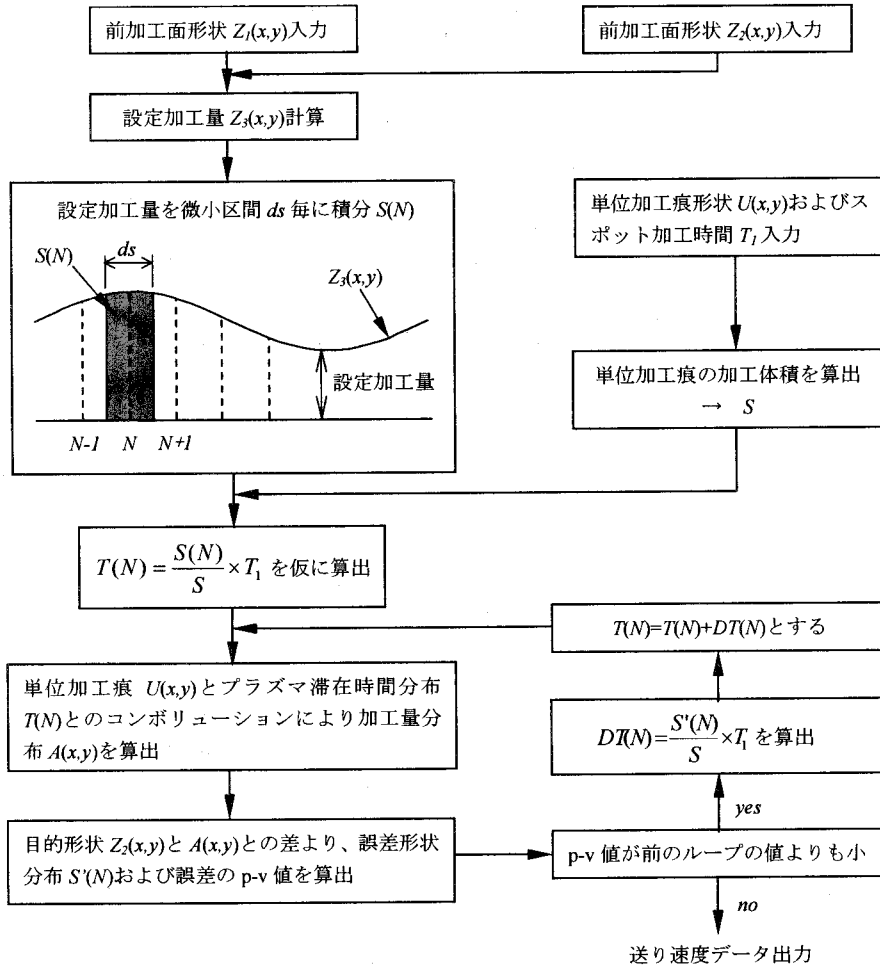 前加工面形状 Z₁(x,y)入力
前加工面形状 Z₂(x,y)入力
設定加工量 Z₃(x,y)計算
設定加工量を微小区間 ds 毎に積分 S(N)
S(N)
ds
Z₃(x,y)
設定加工量
N-1 N N+1
単位加工痕形状 U(x,y)およびス
ポット加工時間 T₁ 入力
単位加工痕の加工体積を算出
→ S
T(N) = S(N)/S × T₁ を仮に算出
単位加工痕 U(x,y)とプラズマ滞在時間分布
T(N)とのコンボリューションにより加工量分
布 A(x,y)を算出
目的形状 Z₂(x,y)と A(x,y)との差より、誤差形状
分布 S'(N)および誤差の p-v 値を算出
p-v 値が前のループの値よりも小
yes
DT(N)=S'(N)/S ×T₁ を算出
T(N)=T(N)+DT(N)とする
no
送り速度データ出力